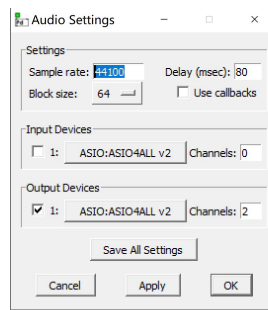 Audio Settings
Settings
Sample rate: 44100 Delay (msec): 80
Block size: 64 Use callbacks
Input Devices
1: ASIO:ASIO4ALL v2 Channels: 0
Output Devices
1: ASIO:ASIO4ALL v2 Channels: 2
Save All Settings
Cancel Apply OK